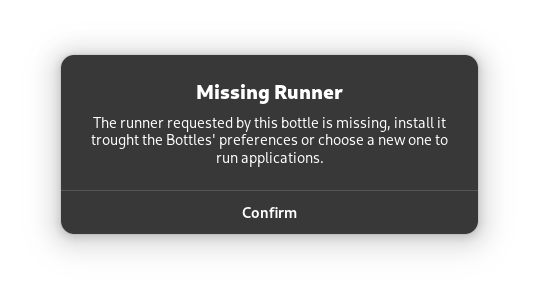 Missing Runner
The runner requested by this bottle is missing, install it
trought the Bottles' preferences or choose a new one to
run applications.
Confirm